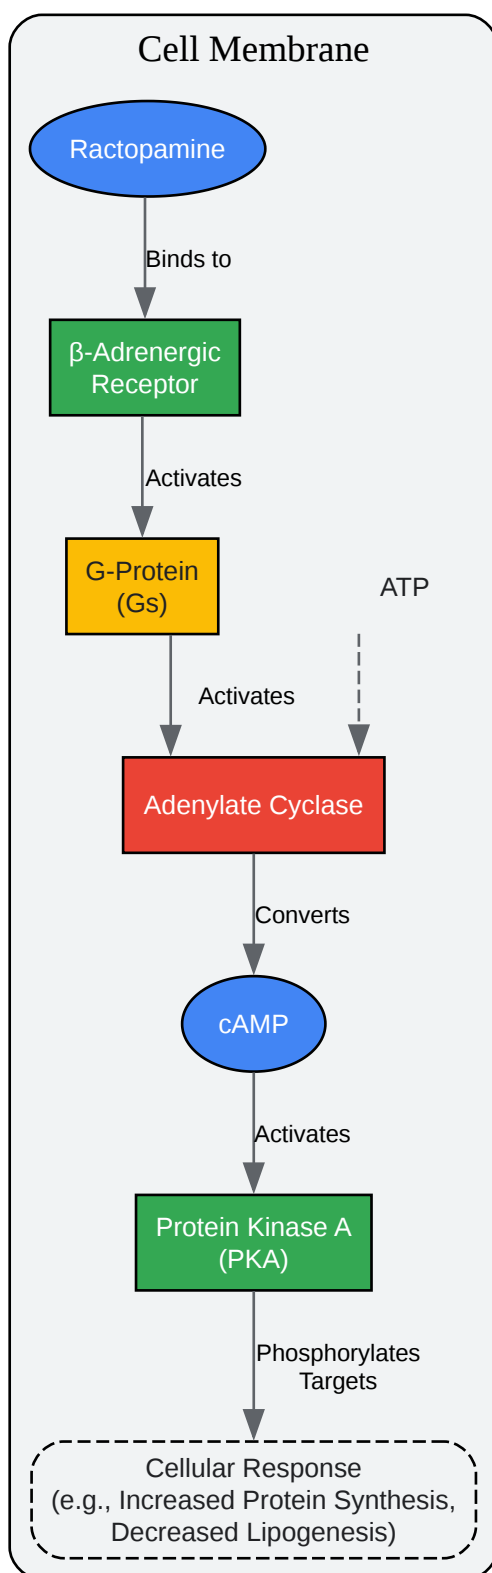 Cell Membrane
Ractopamine
Binds to
β-Adrenergic
Receptor
Activates
G-Protein
(Gs)
ATP
Activates
Adenylate Cyclase
Converts
cAMP
Activates
Protein Kinase A
(PKA)
Phosphorylates
Targets
Cellular Response
(e.g., Increased Protein Synthesis,
Decreased Lipogenesis)